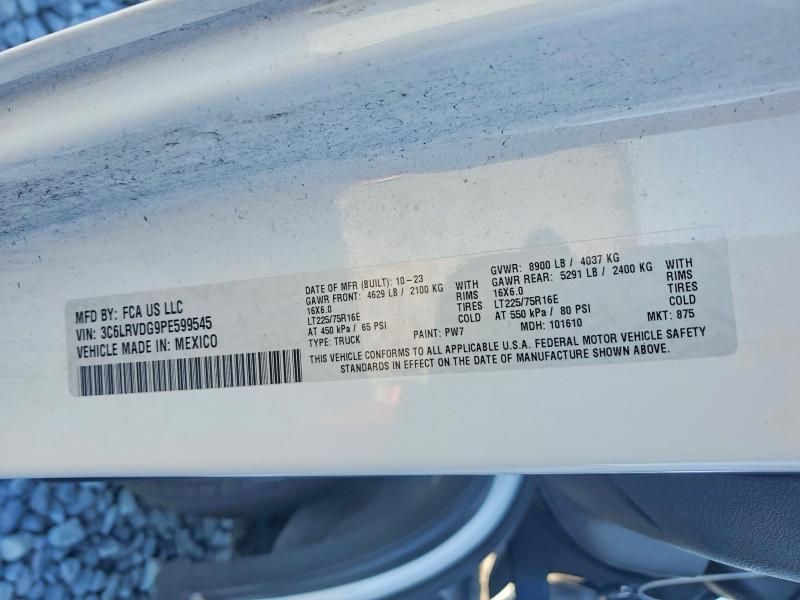 MFD BY: FCA US LLC
VIN: 3C6LRVDG9PE599545
VEHICLE MADE IN: MEXICO
DATE OF MFR (BUILT): 10-23
GAWR FRONT: 4629 LB / 2100 KG WITH
16X6.0 RIMS
LT225/75R16E TIRES
AT 450 kPa / 65 PSI COLD
TYPE: TRUCK PAINT: PW7
GVWR: 8900 LB / 4037 KG
GAWR REAR: 5291 LB / 2400 KG WITH
16X6.0 RIMS
LT225/75R16E TIRES
AT 550 kPa / 80 PSI COLD
MDH: 101610 MKT: 875
THIS VEHICLE CONFORMS TO ALL APPLICABLE U.S.A. FEDERAL MOTOR VEHICLE SAFETY
STANDARDS IN EFFECT ON THE DATE OF MANUFACTURE SHOWN ABOVE.